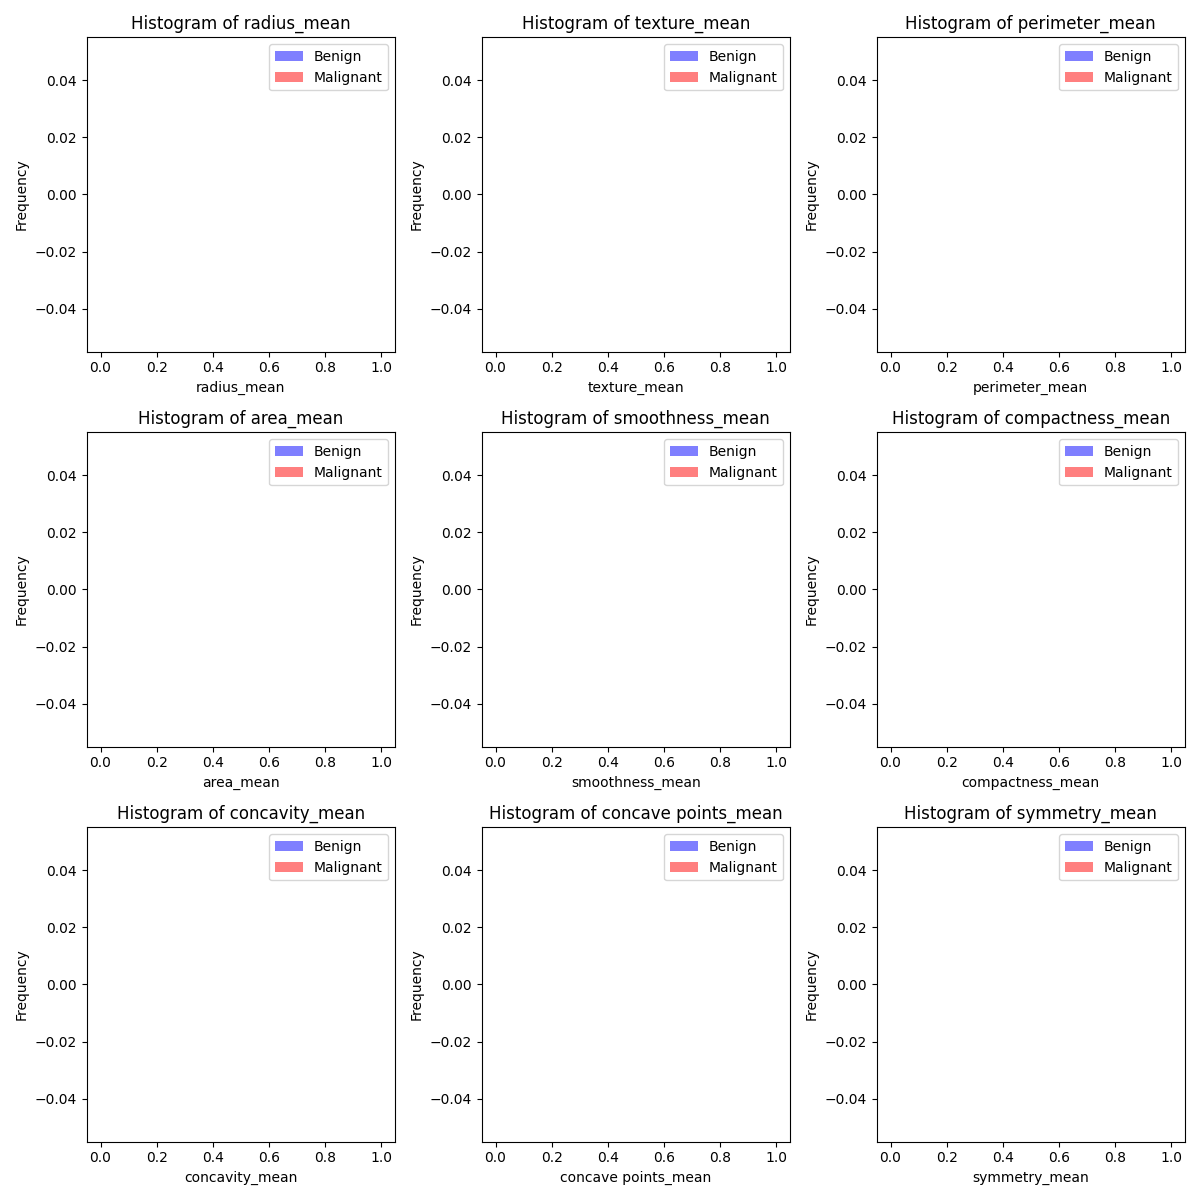 Histogram of radius_mean
Benign
Malignant
0.04
0.02
0.00
−0.02
−0.04
Frequency
0.0 0.2 0.4 0.6 0.8 1.0
radius_mean
Histogram of texture_mean
Benign
Malignant
0.04
0.02
0.00
−0.02
−0.04
Frequency
0.0 0.2 0.4 0.6 0.8 1.0
texture_mean
Histogram of perimeter_mean
Benign
Malignant
0.04
0.02
0.00
−0.02
−0.04
Frequency
0.0 0.2 0.4 0.6 0.8 1.0
perimeter_mean
Histogram of area_mean
Benign
Malignant
0.04
0.02
0.00
−0.02
−0.04
Frequency
0.0 0.2 0.4 0.6 0.8 1.0
area_mean
Histogram of smoothness_mean
Benign
Malignant
0.04
0.02
0.00
−0.02
−0.04
Frequency
0.0 0.2 0.4 0.6 0.8 1.0
smoothness_mean
Histogram of compactness_mean
Benign
Malignant
0.04
0.02
0.00
−0.02
−0.04
Frequency
0.0 0.2 0.4 0.6 0.8 1.0
compactness_mean
Histogram of concavity_mean
Benign
Malignant
0.04
0.02
0.00
−0.02
−0.04
Frequency
0.0 0.2 0.4 0.6 0.8 1.0
concavity_mean
Histogram of concave points_mean
Benign
Malignant
0.04
0.02
0.00
−0.02
−0.04
Frequency
0.0 0.2 0.4 0.6 0.8 1.0
concave points_mean
Histogram of symmetry_mean
Benign
Malignant
0.04
0.02
0.00
−0.02
−0.04
Frequency
0.0 0.2 0.4 0.6 0.8 1.0
symmetry_mean